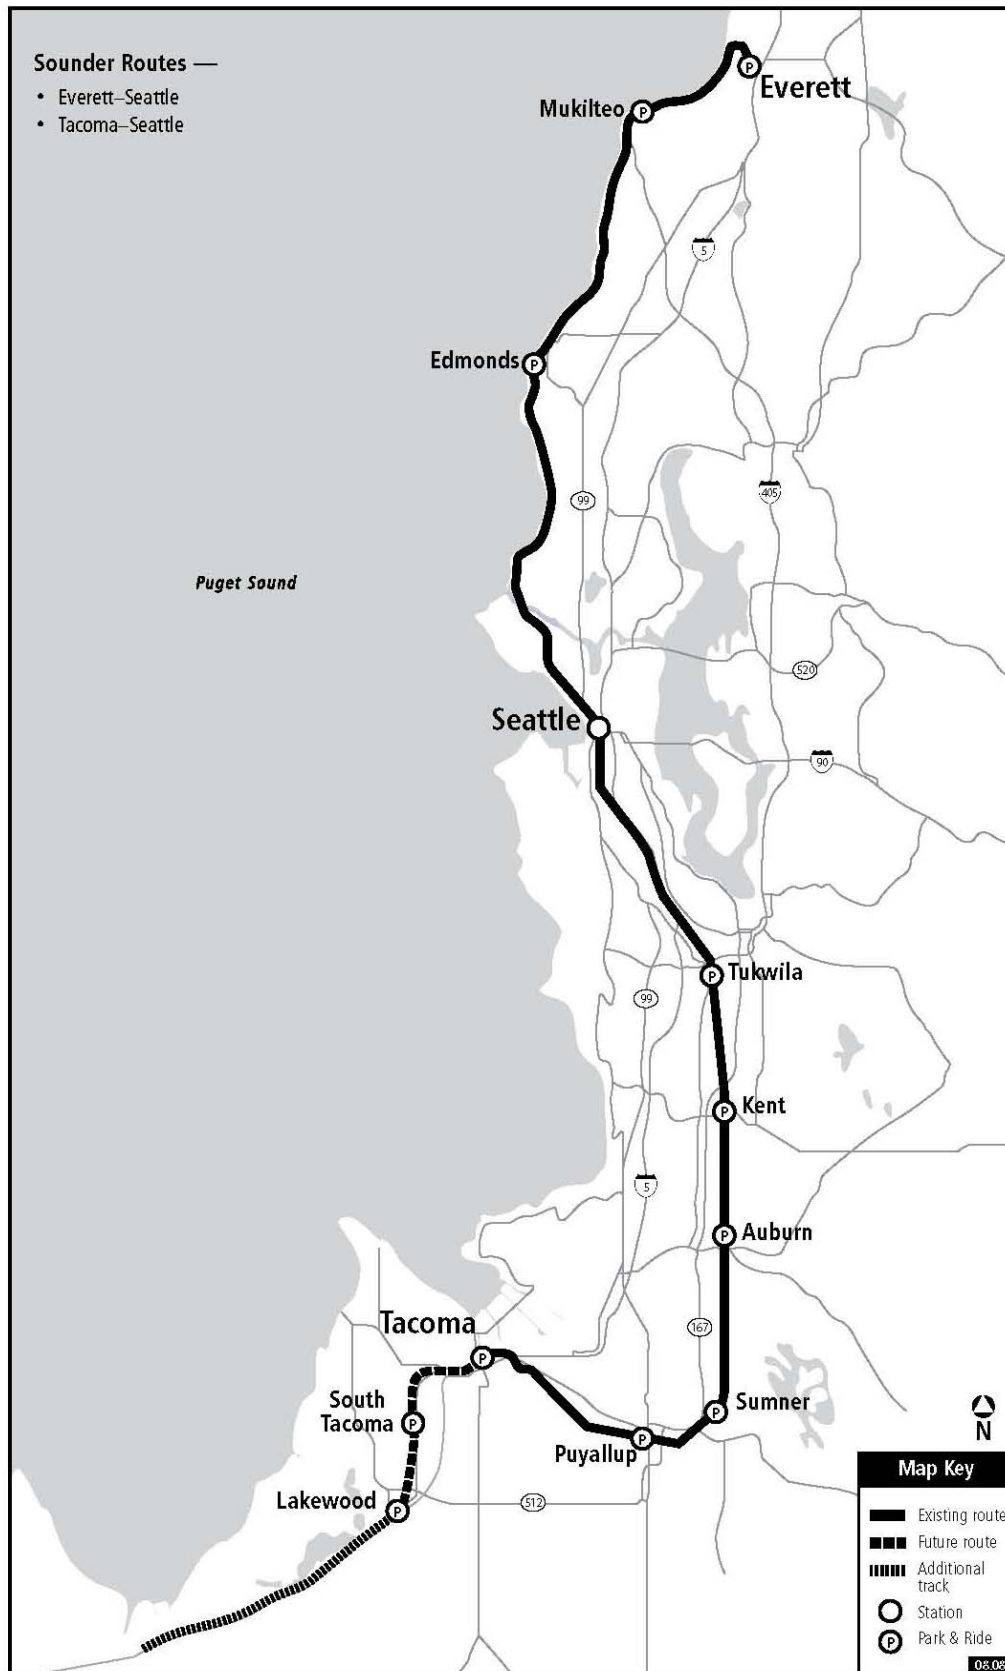 Sounder Routes —
• Everett–Seattle
• Tacoma–Seattle
Everett
Mukilteo
5
Edmonds
99
405
Puget Sound
520
Seattle
90
Tukwila
99
Kent
5
Auburn
Tacoma
167
South
Tacoma
Sumner
Puyallup
Lakewood
512
N
Map Key
Existing route
Future route
Additional
track
Station
P Park & Ride